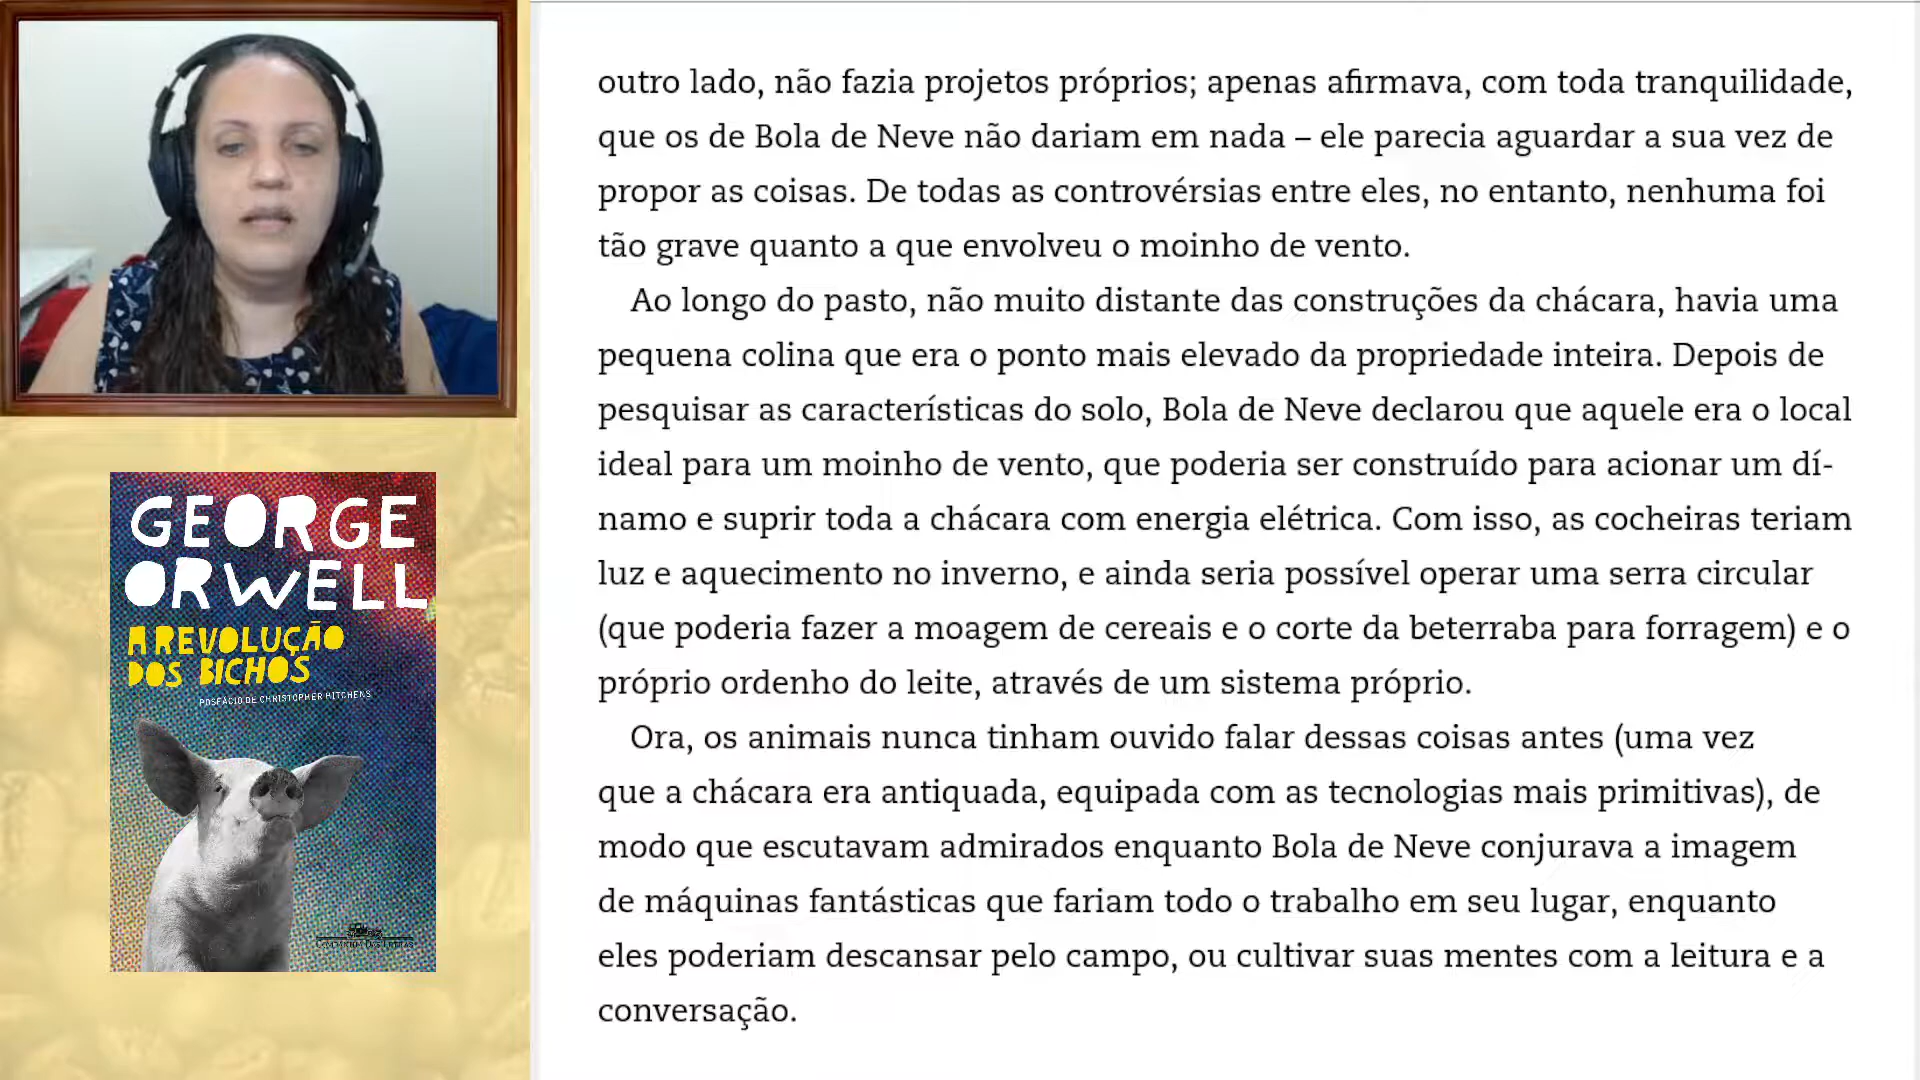 outro lado, não fazia projetos próprios; apenas afirmava, com toda tranquilidade,
que os de Bola de Neve não dariam em nada – ele parecia aguardar a sua vez de
propor as coisas. De todas as controvérsias entre eles, no entanto, nenhuma foi
tão grave quanto a que envolveu o moinho de vento.
Ao longo do pasto, não muito distante das construções da chácara, havia uma
pequena colina que era o ponto mais elevado da propriedade inteira. Depois de
pesquisar as características do solo, Bola de Neve declarou que aquele era o local
ideal para um moinho de vento, que poderia ser construído para acionar um dí-
namo e suprir toda a chácara com energia elétrica. Com isso, as cocheiras teriam
luz e aquecimento no inverno, e ainda seria possível operar uma serra circular
(que poderia fazer a moagem de cereais e o corte da beterraba para forragem) e o
próprio ordenho do leite, através de um sistema próprio.
Ora, os animais nunca tinham ouvido falar dessas coisas antes (uma vez
que a chácara era antiquada, equipada com as tecnologias mais primitivas), de
modo que escutavam admirados enquanto Bola de Neve conjurava a imagem
de máquinas fantásticas que fariam todo o trabalho em seu lugar, enquanto
eles poderiam descansar pelo campo, ou cultivar suas mentes com a leitura e a
conversação.
GEORGE
ORWELL
A REVOLUÇÃO
DOS BICHOS
POSFÁCIO DE CHRISTOPHER HITCHENS
COMPANHIA DAS LETRAS